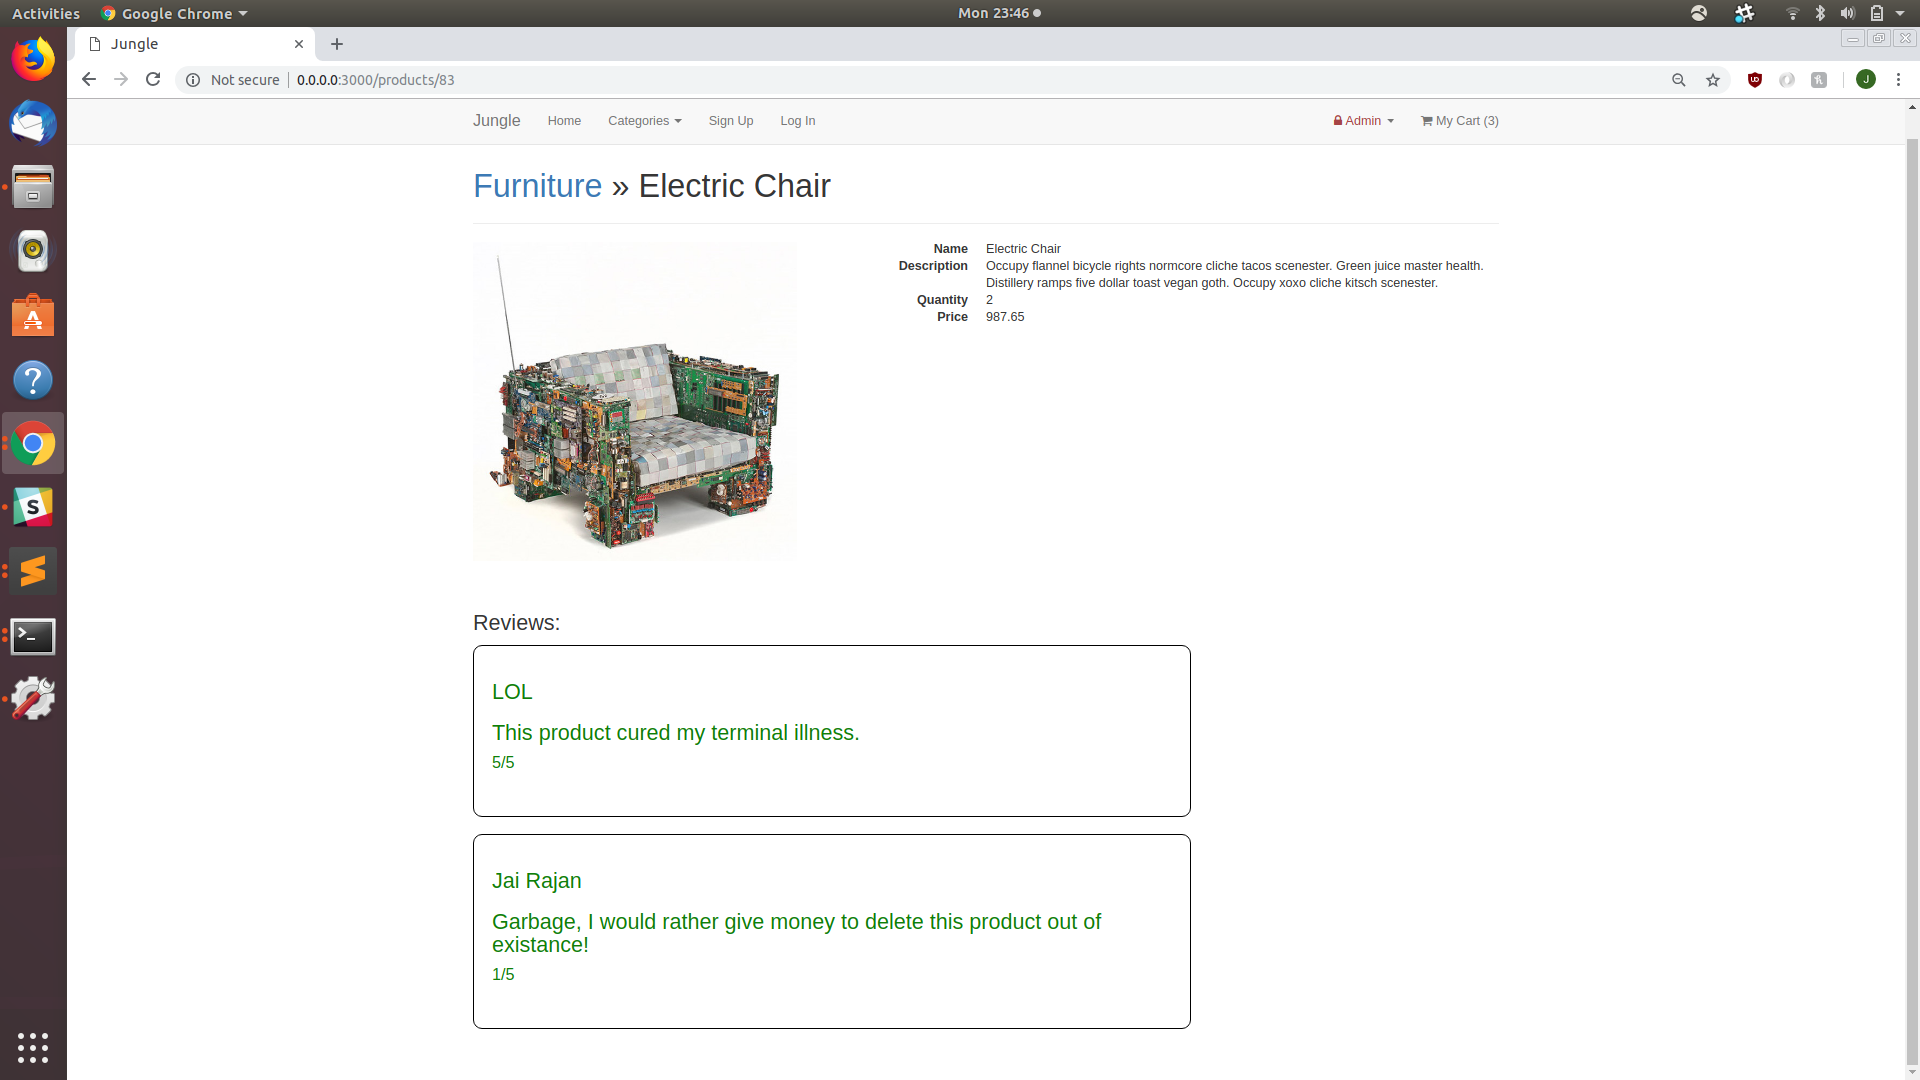 Activities Google Chrome Mon 23:46
Jungle
Not secure 0.0.0.0:3000/products/83 J
Jungle Home Categories Sign Up Log In Admin My Cart (3)
Furniture » Electric Chair
Name Electric Chair
Description Occupy flannel bicycle rights normcore cliche tacos scenester. Green juice master health.
Distillery ramps five dollar toast vegan goth. Occupy xoxo cliche kitsch scenester.
Quantity 2
Price 987.65
Reviews:
LOL
This product cured my terminal illness.
5/5
Jai Rajan
Garbage, I would rather give money to delete this product out of
existance!
1/5